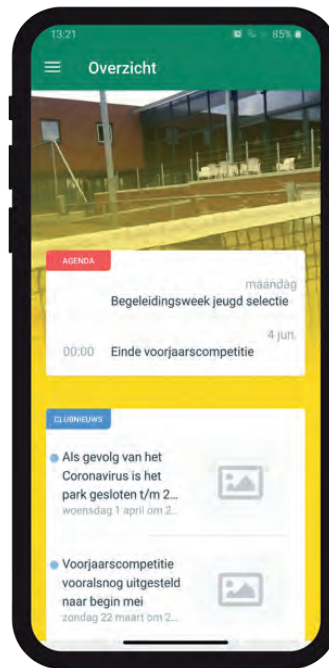 13:21
85%
Overzicht
AGENDA
maandag
Begeleidingsweek jeugd selectie
4 jun.
00:00 Einde voorjaarscompetitie
CLUBNIEUWS
Als gevolg van het
Coronavirus is het
park gesloten t/m 2...
woensdag 1 april om 2...
Voorjaarscompetitie
vooralsnog uitgesteld
naar begin mei
zondag 22 maart om 2...